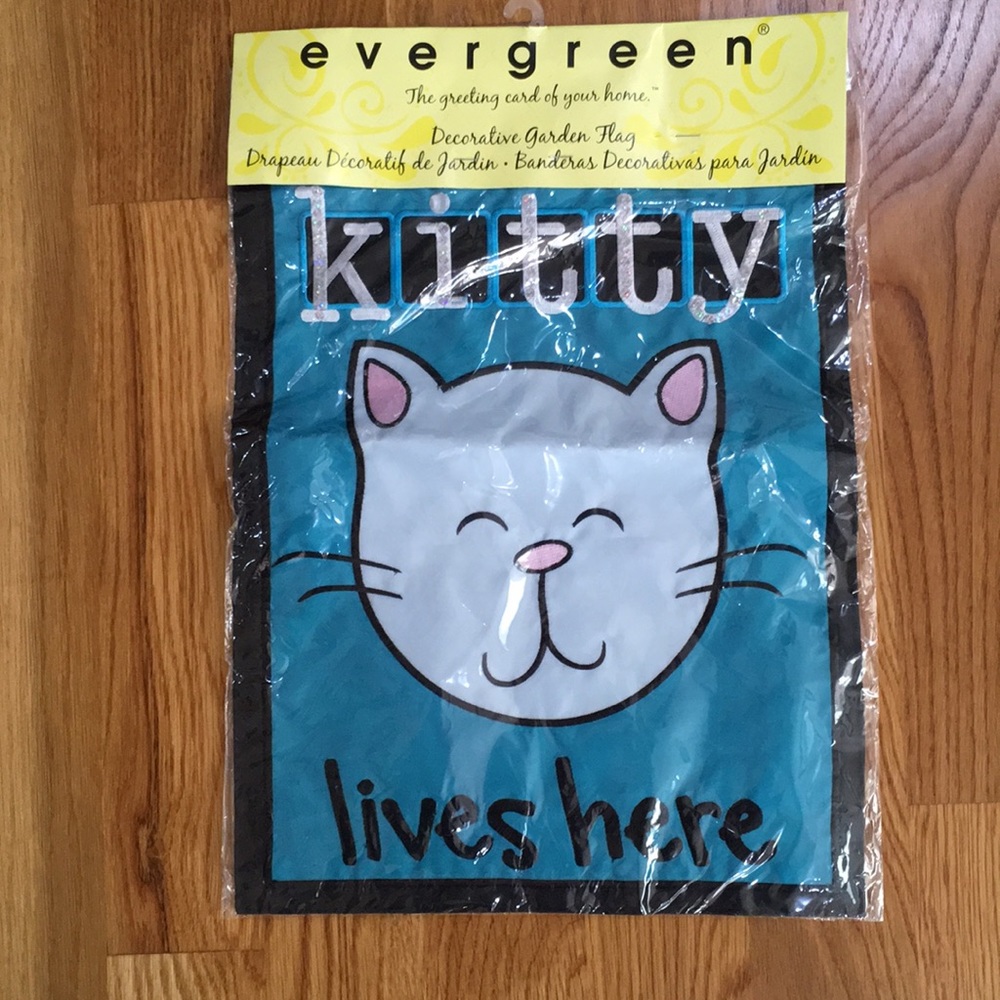 evergreen®
The greeting card of your home.™
Decorative Garden Flag
Drapeau Décoratif de Jardin • Banderas Decorativas para Jardín
kitty
lives here